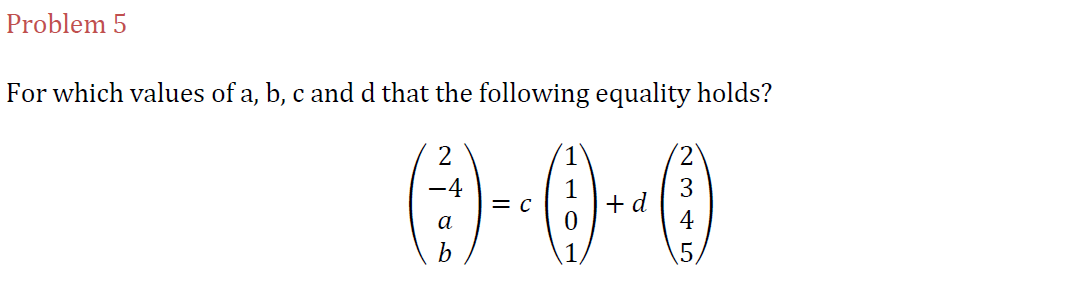 Problem 5
For which values of a, b, c and d that the following equality holds?
2
−4
a
b
= c
1
1
0
1
+ d
2
3
4
5